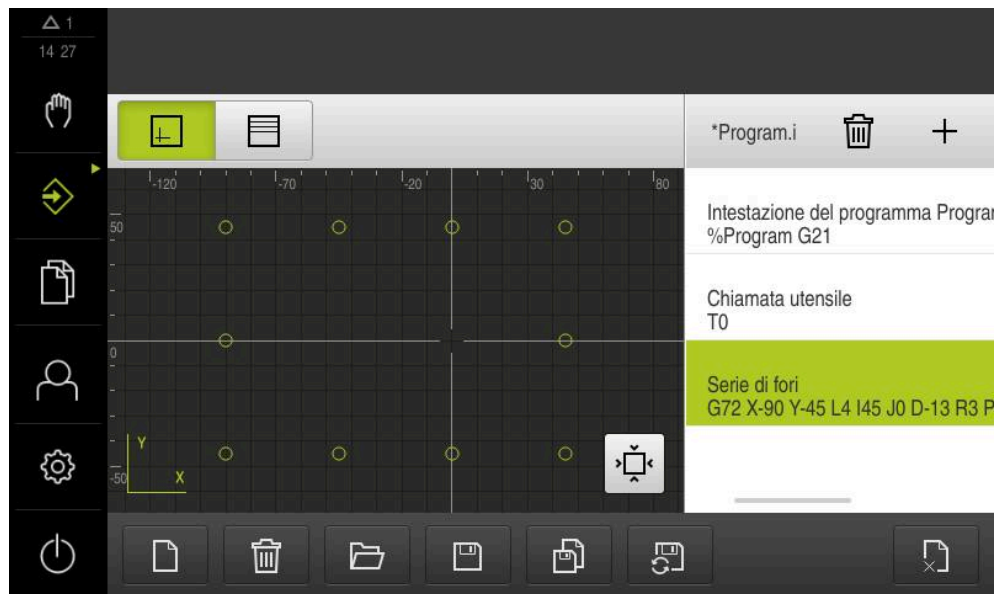 1
14 27
*Program.i
-120 -70 -20 30 80
50
0
-50
Y
X
Intestazione del programma Program
%Program G21
Chiamata utensile
T0
Serie di fori
G72 X-90 Y-45 L4 I45 J0 D-13 R3 P